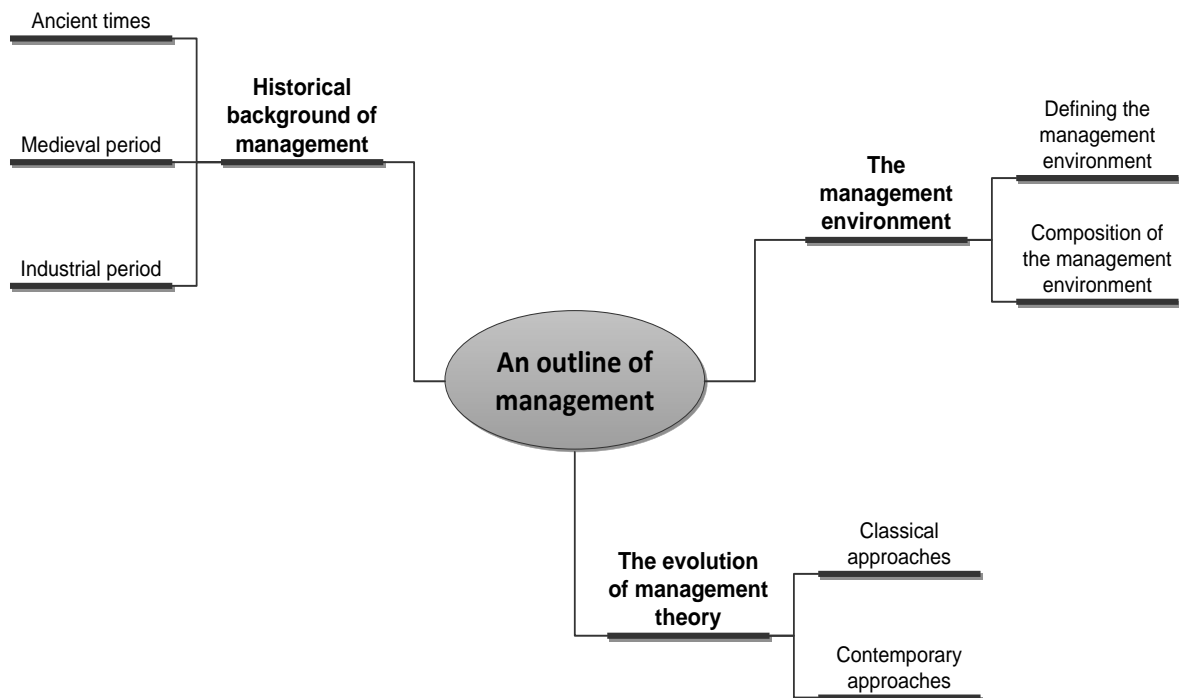 Ancient times
Historical
background of
management
Medieval period
Industrial period
Defining the
management
environment
The
management
environment
Composition of
the management
environment
An outline of
management
Classical
approaches
The evolution
of management
theory
Contemporary
approaches